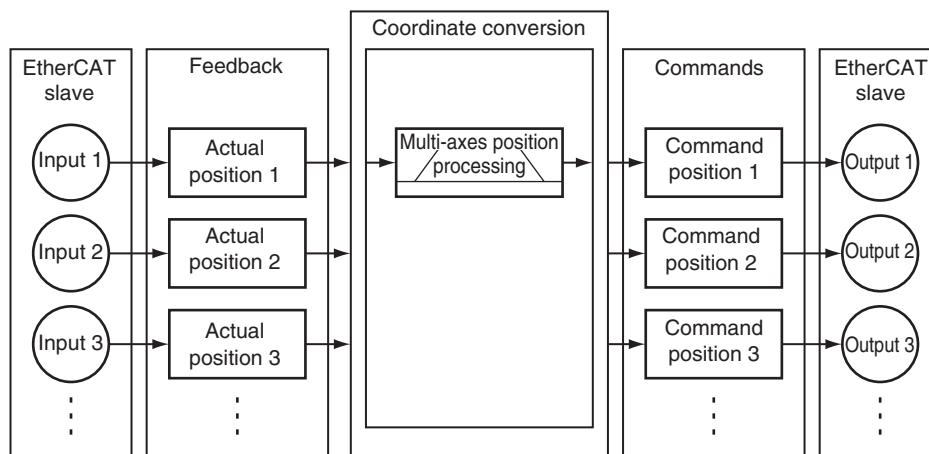 Coordinate conversion
EtherCAT
slave
Feedback
Commands
EtherCAT
slave
Input 1
Actual
position 1
Multi-axes position
processing
Command
position 1
Output 1
Input 2
Actual
position 2
Command
position 2
Output 2
Input 3
Actual
position 3
Command
position 3
Output 3